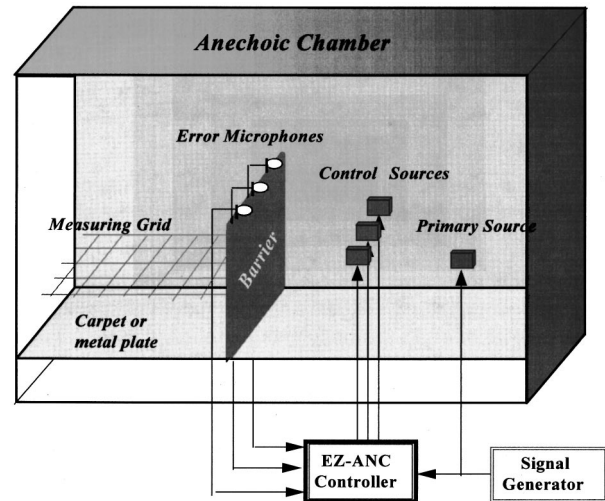 Anechoic Chamber
Error Microphones
Control Sources
Measuring Grid
Primary Source
Barrier
Carpet or
metal plate
EZ-ANC
Controller
Signal
Generator